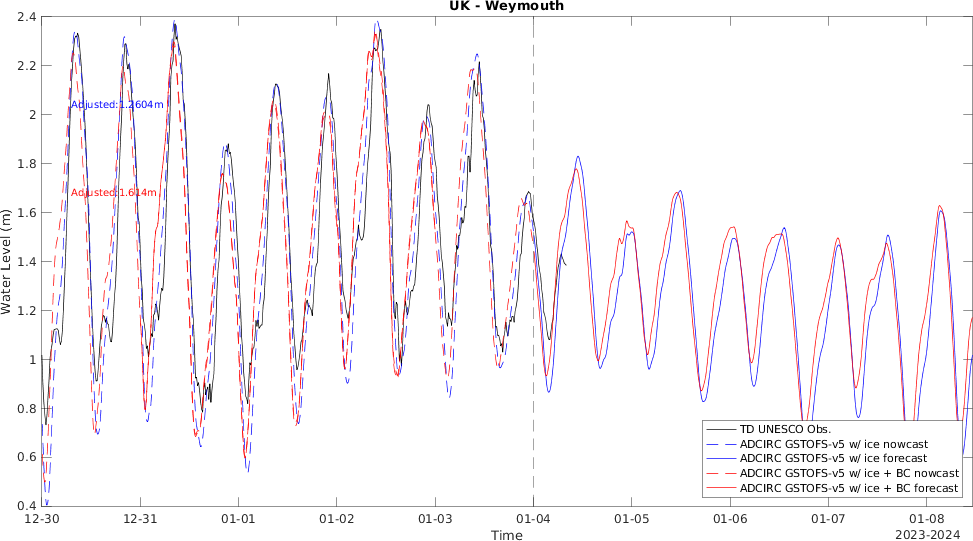 UK - Weymouth
2.4
2.2
2
1.8
1.6
1.4
1.2
1
0.8
0.6
0.4
Water Level (m)
Adjusted:1.2604m
Adjusted:1.614m
TD UNESCO Obs.
ADCIRC GSTOFS-v5 w/ ice nowcast
ADCIRC GSTOFS-v5 w/ ice forecast
ADCIRC GSTOFS-v5 w/ ice + BC nowcast
ADCIRC GSTOFS-v5 w/ ice + BC forecast
12-30 12-31 01-01 01-02 01-03 01-04 01-05 01-06 01-07 01-08
Time
2023-2024